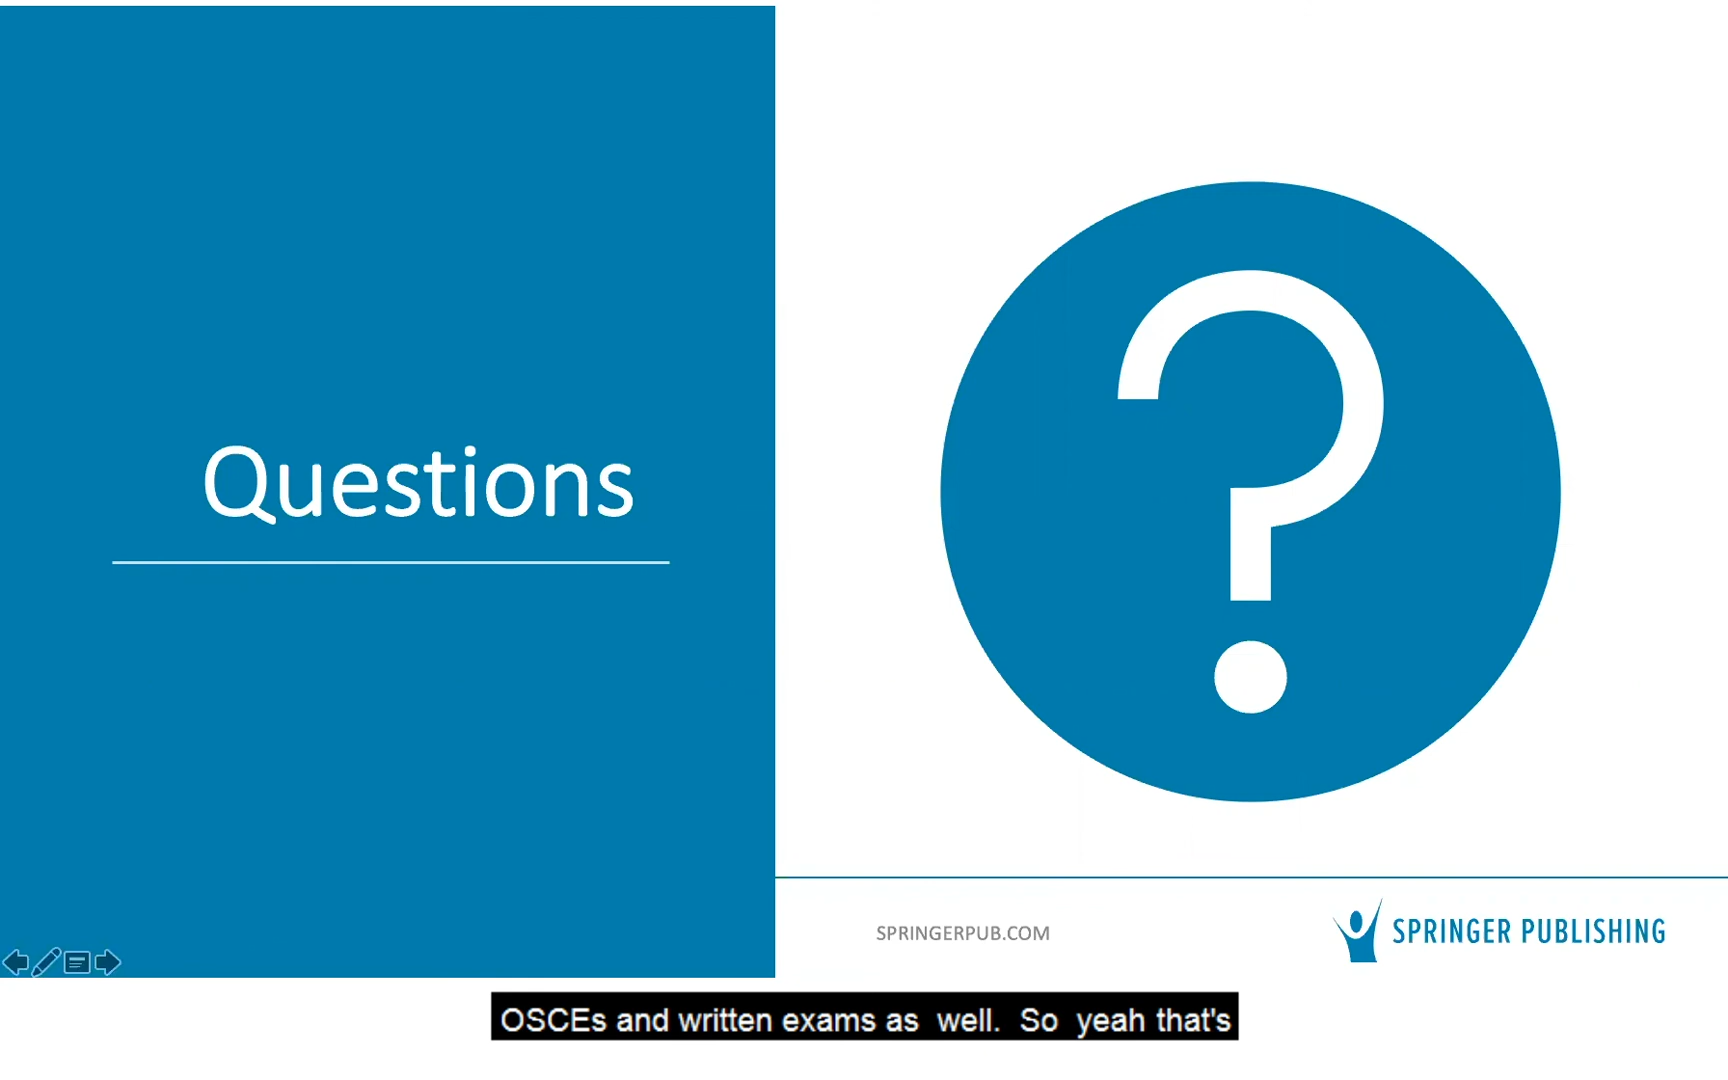 Questions
?
SPRINGERPUB.COM
SPRINGER PUBLISHING
OSCEs and written exams as well. So yeah that's